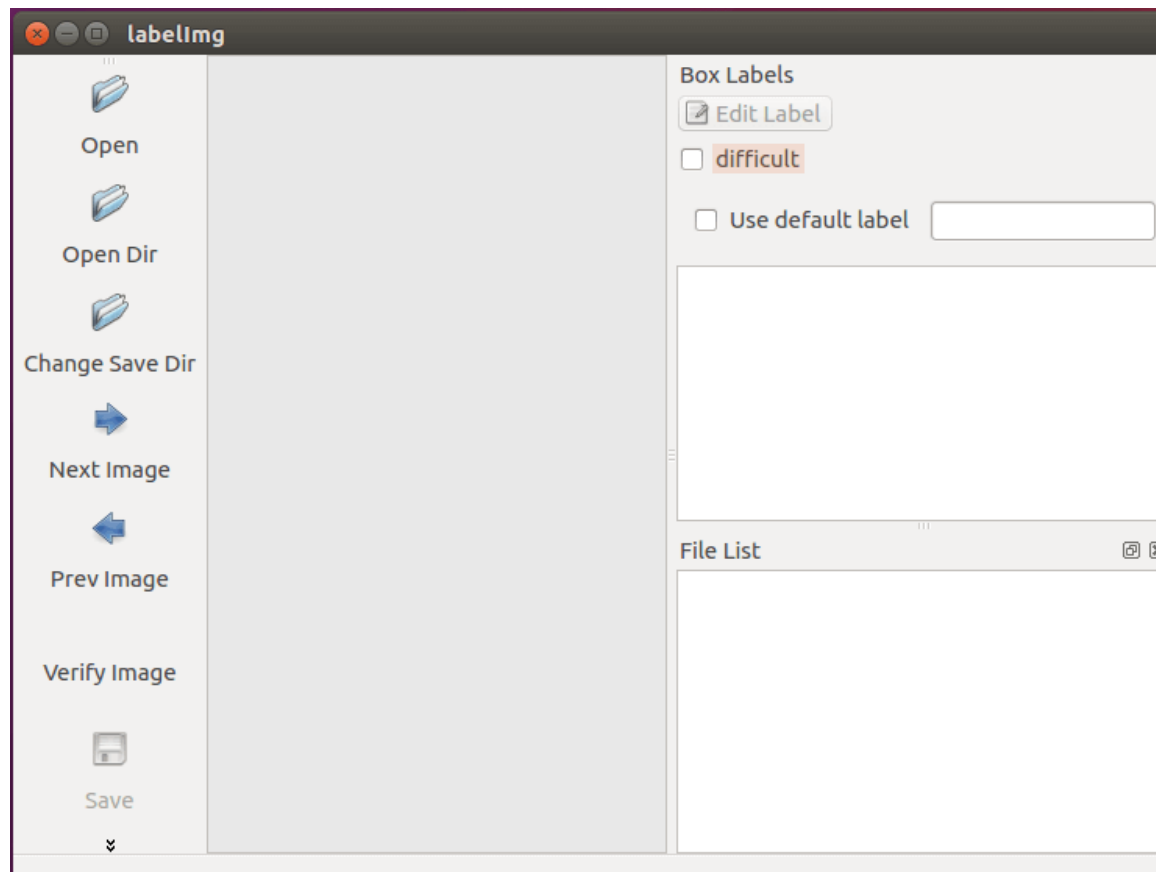 labelImg
Open
Open Dir
Change Save Dir
Next Image
Prev Image
Verify Image
Save
Box Labels
Edit Label
difficult
Use default label
File List